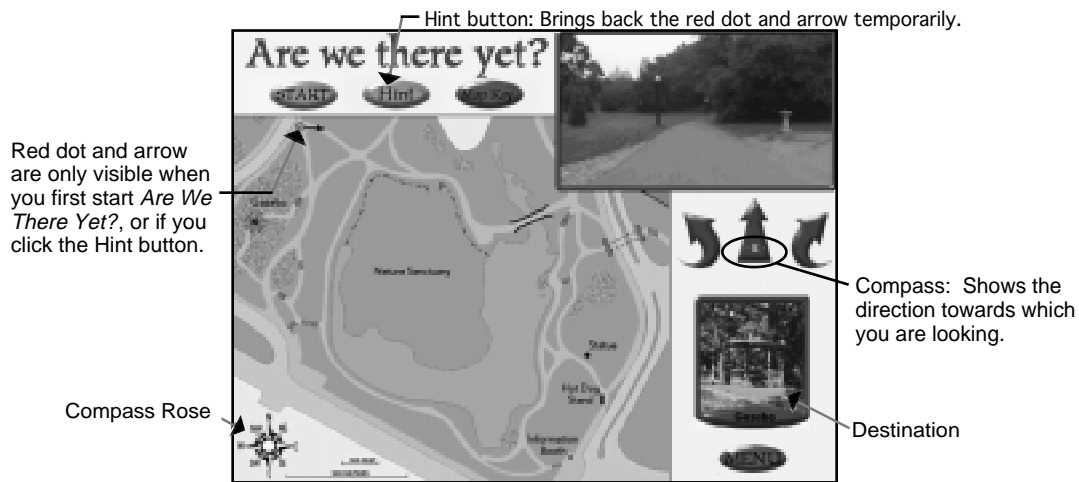 Hint button: Brings back the red dot and arrow temporarily.
Are we there yet?
START Hint Map Key
Red dot and arrow
are only visible when
you first start Are We
There Yet?, or if you
click the Hint button.
Gazebo
Nature Sanctuary
Compass: Shows the
direction towards which
you are looking.
Statue
Hot Dog
Stand
Gazebo
Compass Rose
Destination
Information
Booth
MENU